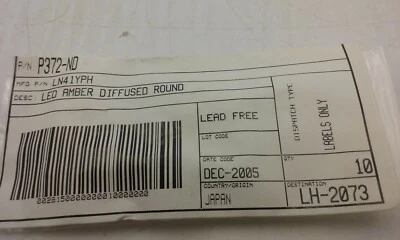 P/N P372-ND
MFG P/N LN41YPH
DESC: LED AMBER DIFFUSED ROUND
LEAD FREE
LOT CODE
DATE CODE
DEC-2005
COUNTRY/ORIGIN
JAPAN
DISPATCH TYPE
LABELS ONLY
QTY
10
DESTINATION
LH-2073
0028150000000010000000